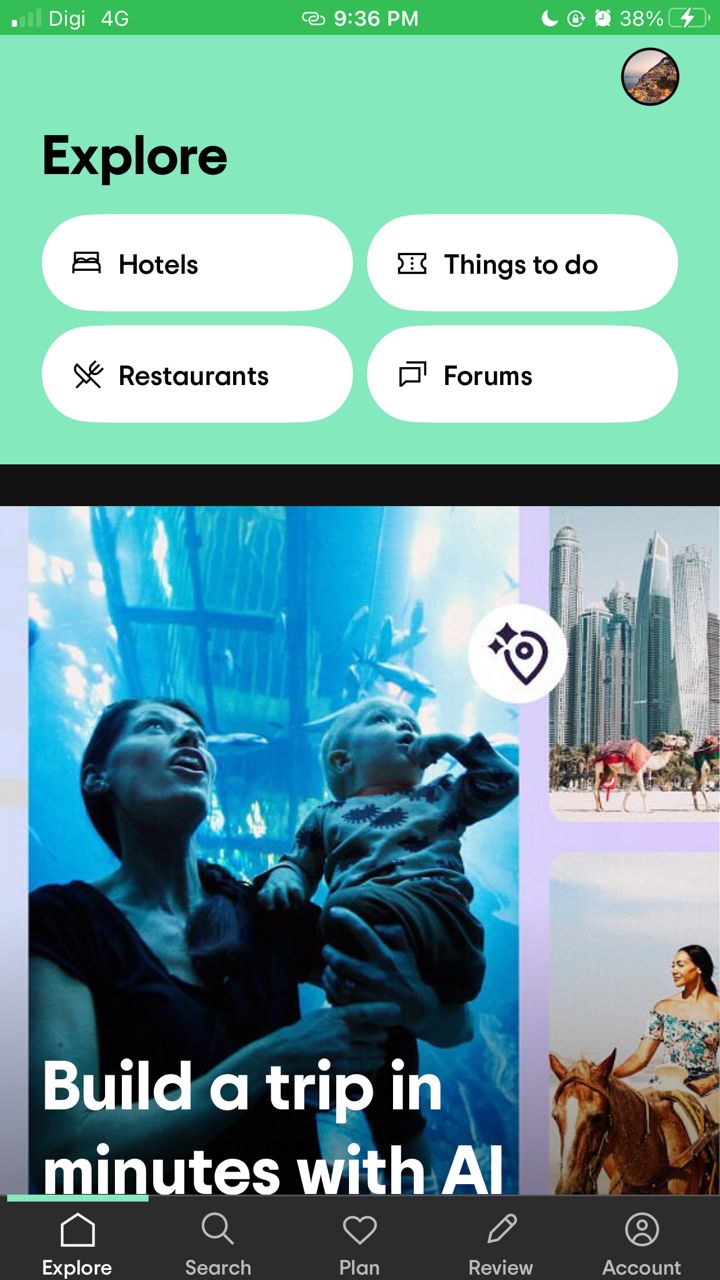 Digi 4G 9:36 PM 38%
Explore
Hotels
Things to do
Restaurants
Forums
Build a trip in
minutes with AI
Explore Search Plan Review Account